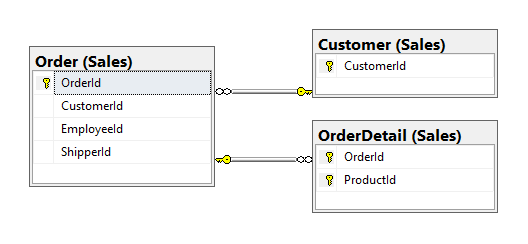 Order (Sales)
OrderId
CustomerId
EmployeeId
ShipperId
Customer (Sales)
CustomerId
OrderDetail (Sales)
OrderId
ProductId